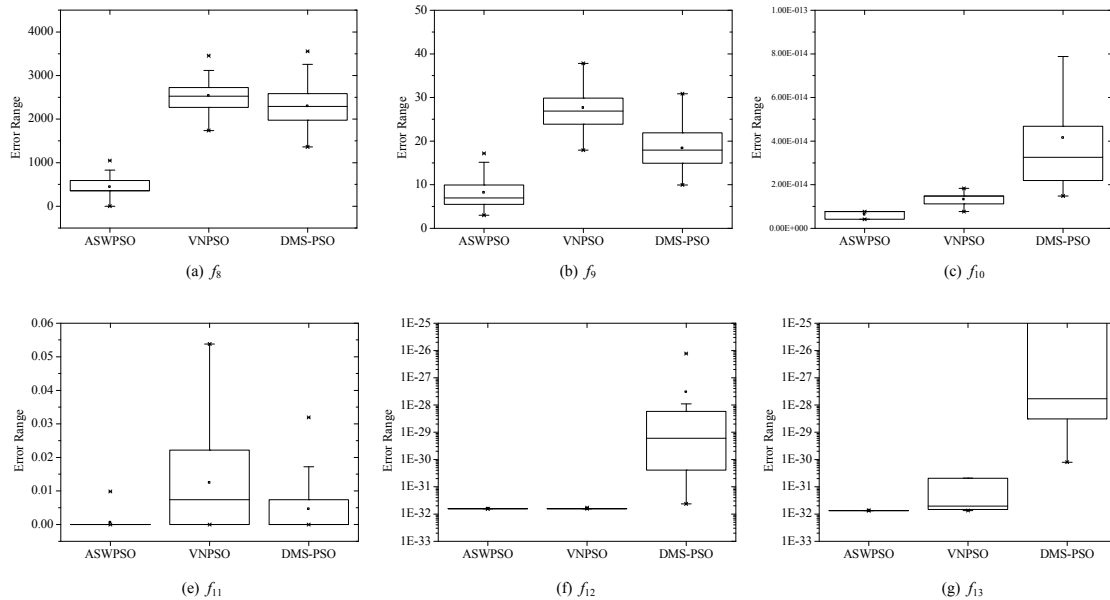 4000
3000
2000
1000
0
Error Range
ASWPSO VNPSO DMS-PSO
(a) f8
50
40
30
20
10
0
Error Range
ASWPSO VNPSO DMS-PSO
(b) f9
1.00E-013
8.00E-014
6.00E-014
4.00E-014
2.00E-014
0.00E+000
Error Range
ASWPSO VNPSO DMS-PSO
(c) f10
0.06
0.05
0.04
0.03
0.02
0.01
0.00
Error Range
ASWPSO VNPSO DMS-PSO
(e) f11
1E-25
1E-26
1E-27
1E-28
1E-29
1E-30
1E-31
1E-32
1E-33
Error Range
ASWPSO VNPSO DMS-PSO
(f) f12
1E-25
1E-26
1E-27
1E-28
1E-29
1E-30
1E-31
1E-32
1E-33
Error Range
ASWPSO VNPSO DMS-PSO
(g) f13